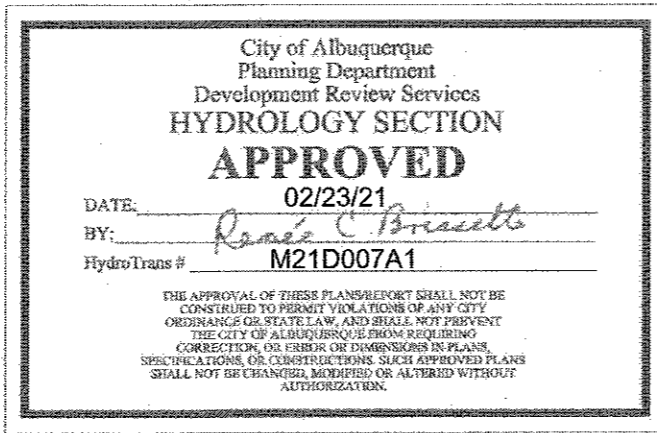 City of Albuquerque
Planning Department
Development Review Services
HYDROLOGY SECTION
APPROVED
DATE: 02/23/21
BY: Renée C. Brissette
HydroTrans # M21D007A1
THE APPROVAL OF THESE PLANS/REPORT SHALL NOT BE
CONSTRUED TO PERMIT VIOLATIONS OF ANY CITY
ORDINANCE OR STATE LAW, AND SHALL NOT PREVENT
THE CITY OF ALBUQUERQUE FROM REQUIRING
CORRECTION, OR ERROR OR DIMENSIONS IN PLANS,
SPECIFICATIONS, OR CONSTRUCTIONS. SUCH APPROVED PLANS
SHALL NOT BE CHANGED, MODIFIED OR ALTERED WITHOUT
AUTHORIZATION.